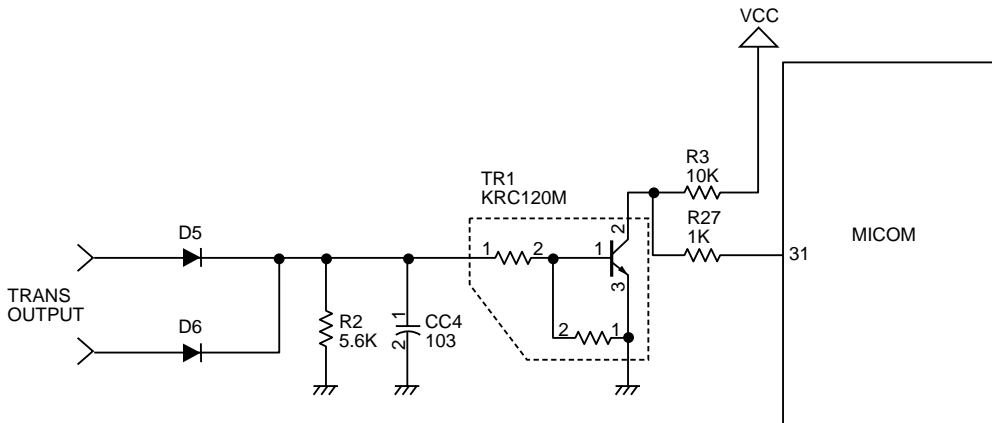 VCC
R3
10K
TR1
KRC120M
R27
1K
MICOM
31
D5
TRANS
OUTPUT
D6
R2
5.6K
1
2
CC4
103
1
2
1
2
3
2
1